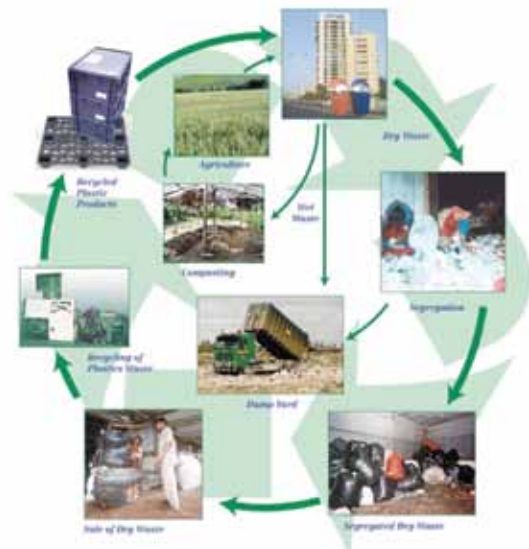 Dry Waste
Agriculture
Recycled
Plastic
Products
Wet
Waste
Composting
Segregation
Recycling of
Plastics Waste
Dump Yard
Sale of Dry Waste
Segregated Dry Waste